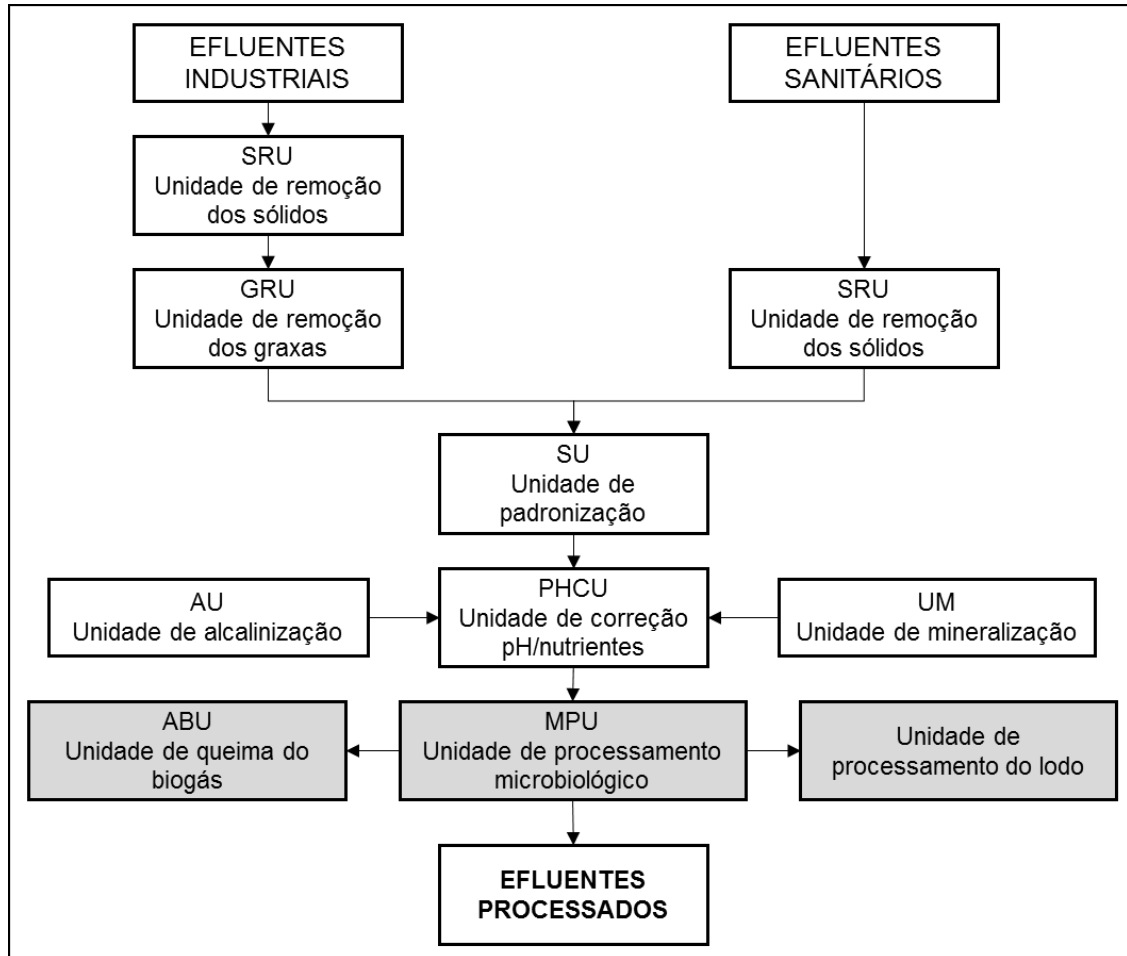 EFLUENTES
INDUSTRIAIS
EFLUENTES
SANITÁRIOS
SRU
Unidade de remoção
dos sólidos
GRU
Unidade de remoção
dos graxas
SRU
Unidade de remoção
dos sólidos
SU
Unidade de
padronização
AU
Unidade de alcalinização
PHCU
Unidade de correção
pH/nutrientes
UM
Unidade de mineralização
ABU
Unidade de queima do
biogás
MPU
Unidade de processamento
microbiológico
Unidade de
processamento do lodo
EFLUENTES
PROCESSADOS